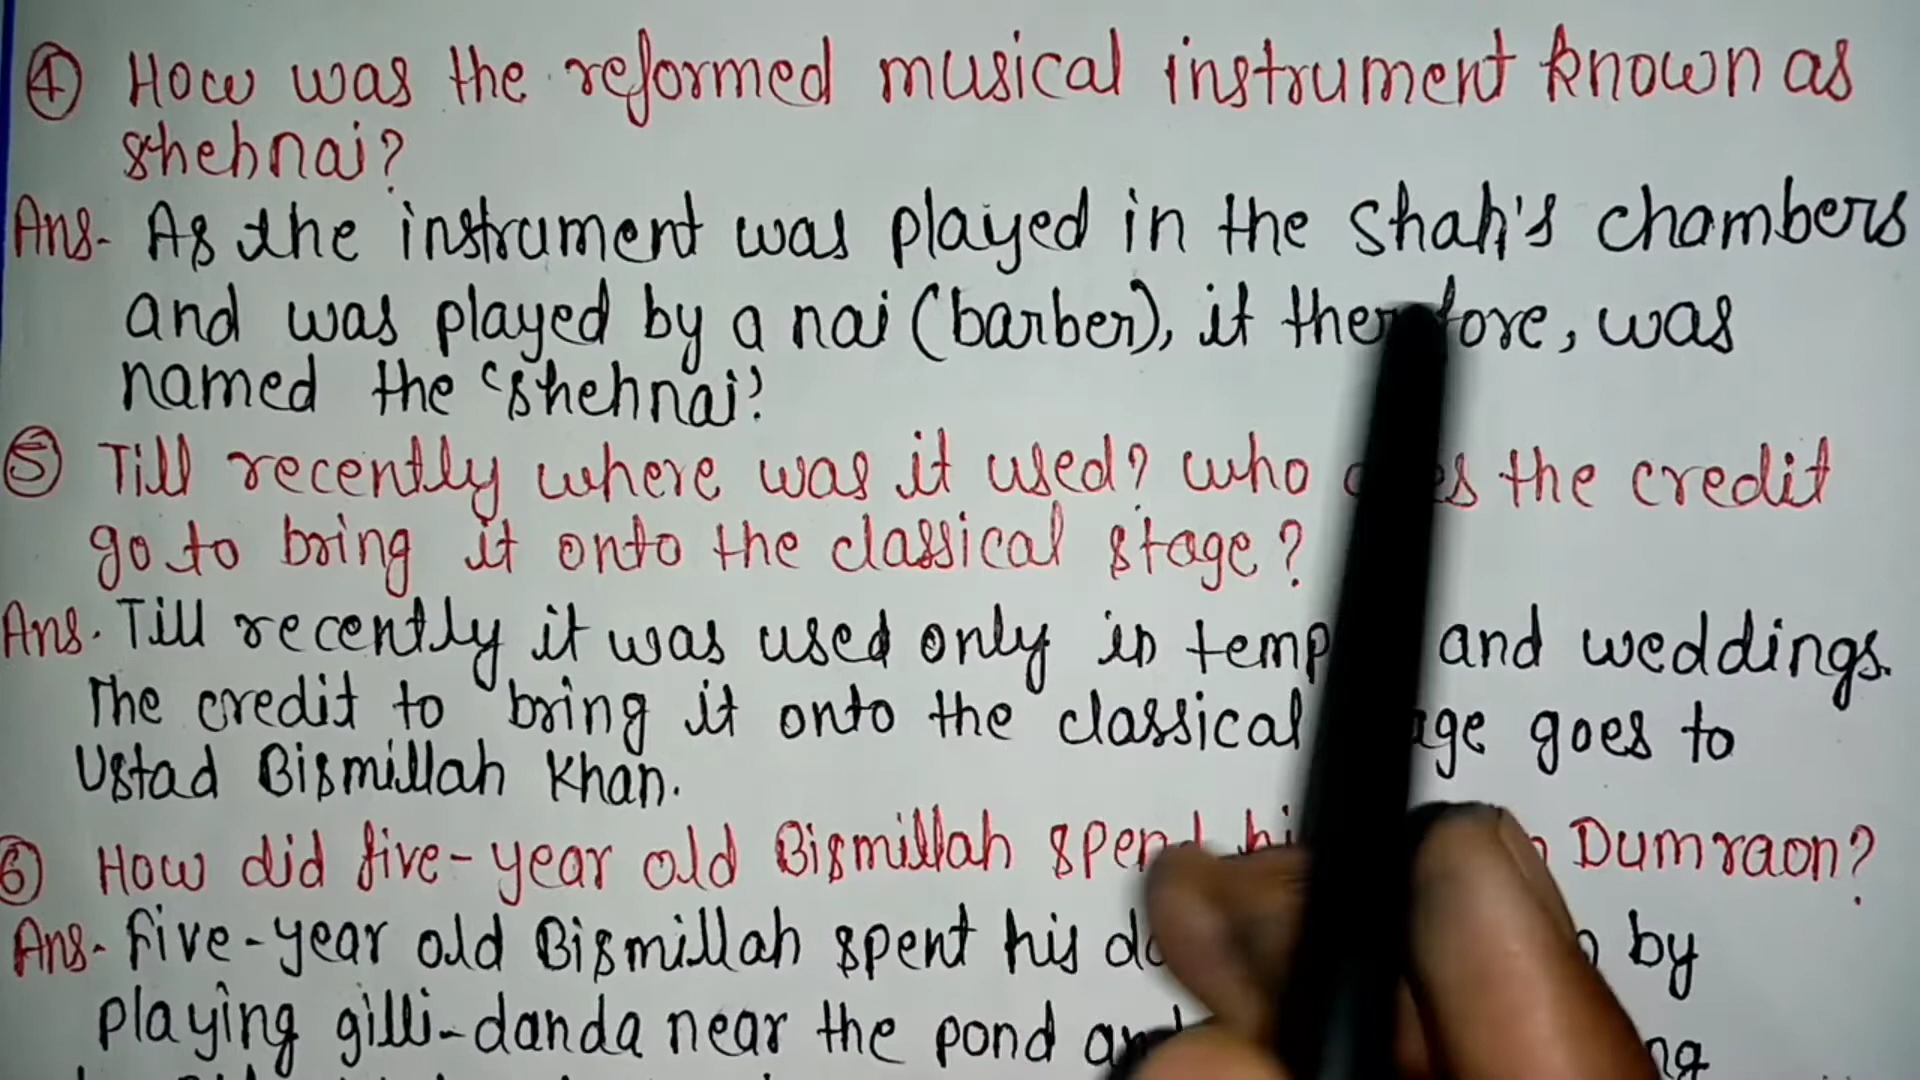 ④ How was the reformed musical instrument known as
shehnai?
Ans- As the instrument was played in the Shah's chambers
and was played by a nai (barber), it therefore, was
named the 'shehnai'.
⑤ Till recently where was it used? who the credit
go to bring it onto the classical stage?
Ans. Till recently it was used only in and weddings.
The credit to bring it onto the classical goes to
Ustad Bismillah Khan.
⑥ How did five-year old Bismillah spend Dumraon?
Ans- Five-year old Bismillah spent his by
playing gilli-danda near the pond